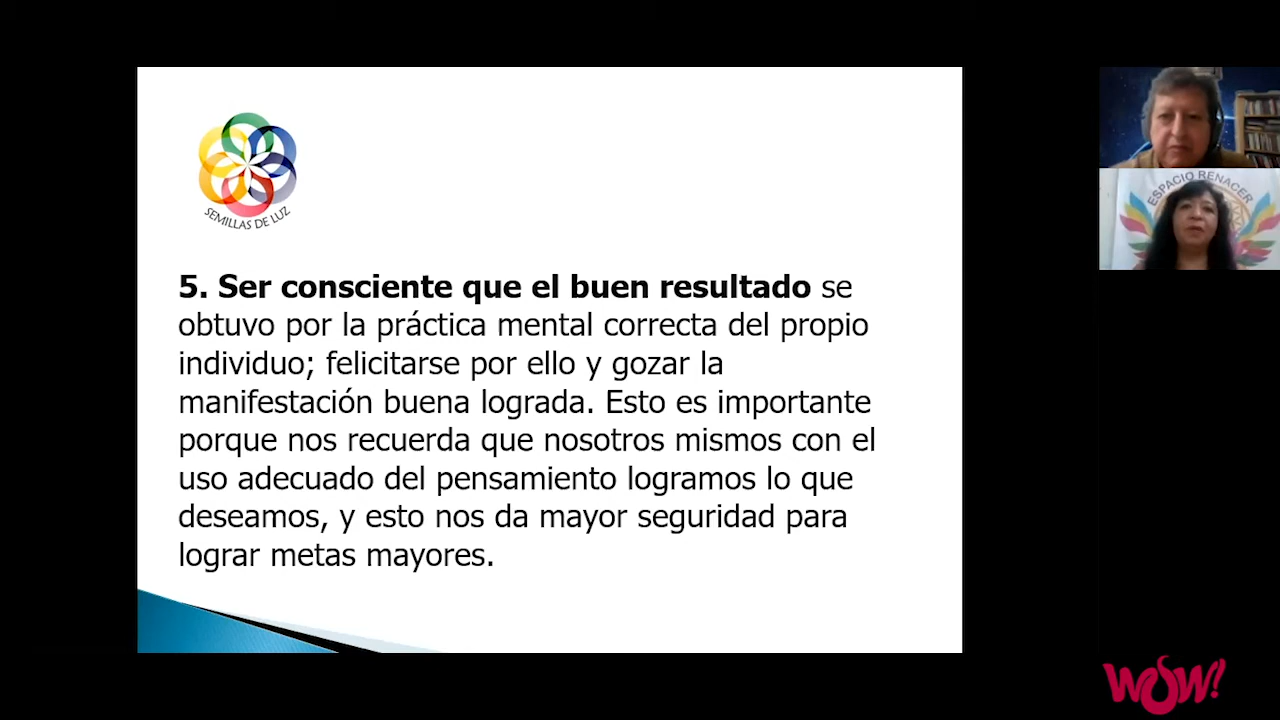 SEMILLAS DE LUZ
5. Ser consciente que el buen resultado se
obtuvo por la práctica mental correcta del propio
individuo; felicitarse por ello y gozar la
manifestación buena lograda. Esto es importante
porque nos recuerda que nosotros mismos con el
uso adecuado del pensamiento logramos lo que
deseamos, y esto nos da mayor seguridad para
lograr metas mayores.
ESPACIO RENACER
WOW!